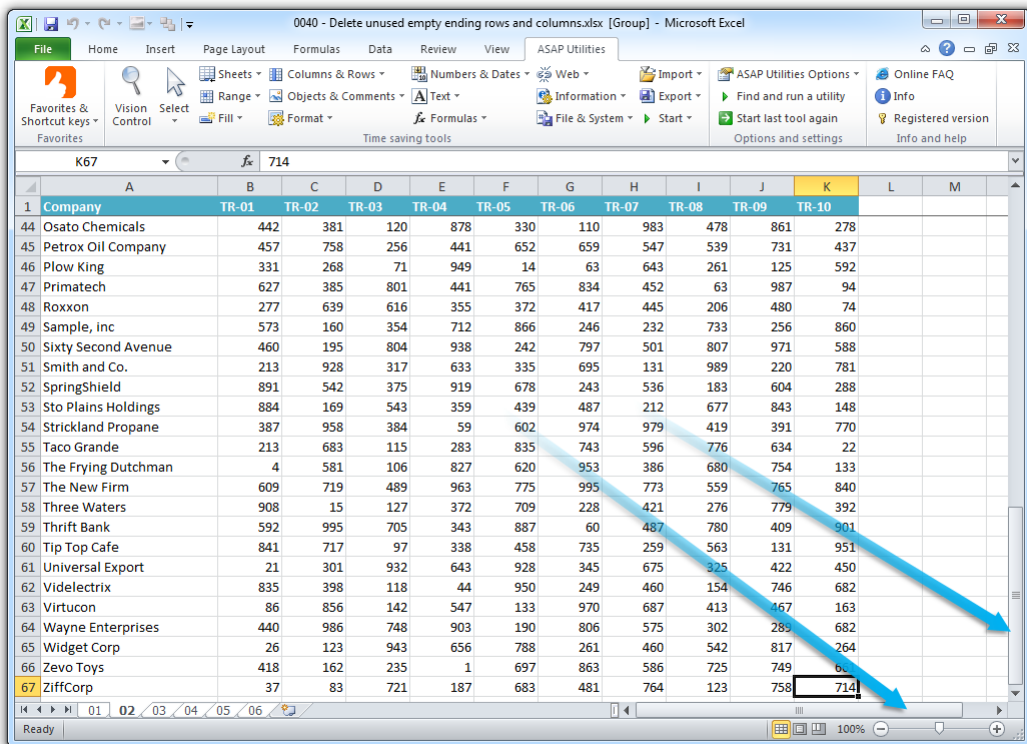 0040 - Delete unused empty ending rows and columns.xlsx [Group] - Microsoft Excel
File Home Insert Page Layout Formulas Data Review View ASAP Utilities
Favorites & Shortcut keys
Favorites
Vision Control
Select
Sheets Columns & Rows Numbers & Dates Web Import
Range Objects & Comments Text Information Export
Fill Format Formulas File & System Start
Time saving tools
ASAP Utilities Options
Find and run a utility
Start last tool again
Options and settings
Online FAQ
Info
Registered version
Info and help
K67 fx 714
A B C D E F G H I J K L M
1 Company TR-01 TR-02 TR-03 TR-04 TR-05 TR-06 TR-07 TR-08 TR-09 TR-10
44 Osato Chemicals 442 381 120 878 330 110 983 478 861 278
45 Petrox Oil Company 457 758 256 441 652 659 547 539 731 437
46 Plow King 331 268 71 949 14 63 643 261 125 592
47 Primatech 627 385 801 441 765 834 452 63 987 94
48 Roxxon 277 639 616 355 372 417 445 206 480 74
49 Sample, inc 573 160 354 712 866 246 232 733 256 860
50 Sixty Second Avenue 460 195 804 938 242 797 501 807 971 588
51 Smith and Co. 213 928 317 633 335 695 131 989 220 781
52 SpringShield 891 542 375 919 678 243 536 183 604 288
53 Sto Plains Holdings 884 169 543 359 439 487 212 677 843 148
54 Strickland Propane 387 958 384 59 602 974 979 419 391 770
55 Taco Grande 213 683 115 283 835 743 596 776 634 22
56 The Frying Dutchman 4 581 106 827 620 953 386 680 754 133
57 The New Firm 609 719 489 963 775 995 773 559 765 840
58 Three Waters 908 15 127 372 709 228 421 276 779 392
59 Thrift Bank 592 995 705 343 887 60 487 780 409 901
60 Tip Top Cafe 841 717 97 338 458 735 259 563 131 951
61 Universal Export 21 301 932 643 928 345 675 325 422 450
62 Videlectrix 835 398 118 44 950 249 460 154 746 682
63 Virtucon 86 856 142 547 133 970 687 413 467 163
64 Wayne Enterprises 440 986 748 903 190 806 575 302 289 682
65 Widget Corp 26 123 943 656 788 261 460 542 817 264
66 Zevo Toys 418 162 235 1 697 863 586 725 749
67 ZiffCorp 37 83 721 187 683 481 764 123 758 714
01 02 03 04 05 06
Ready 100%